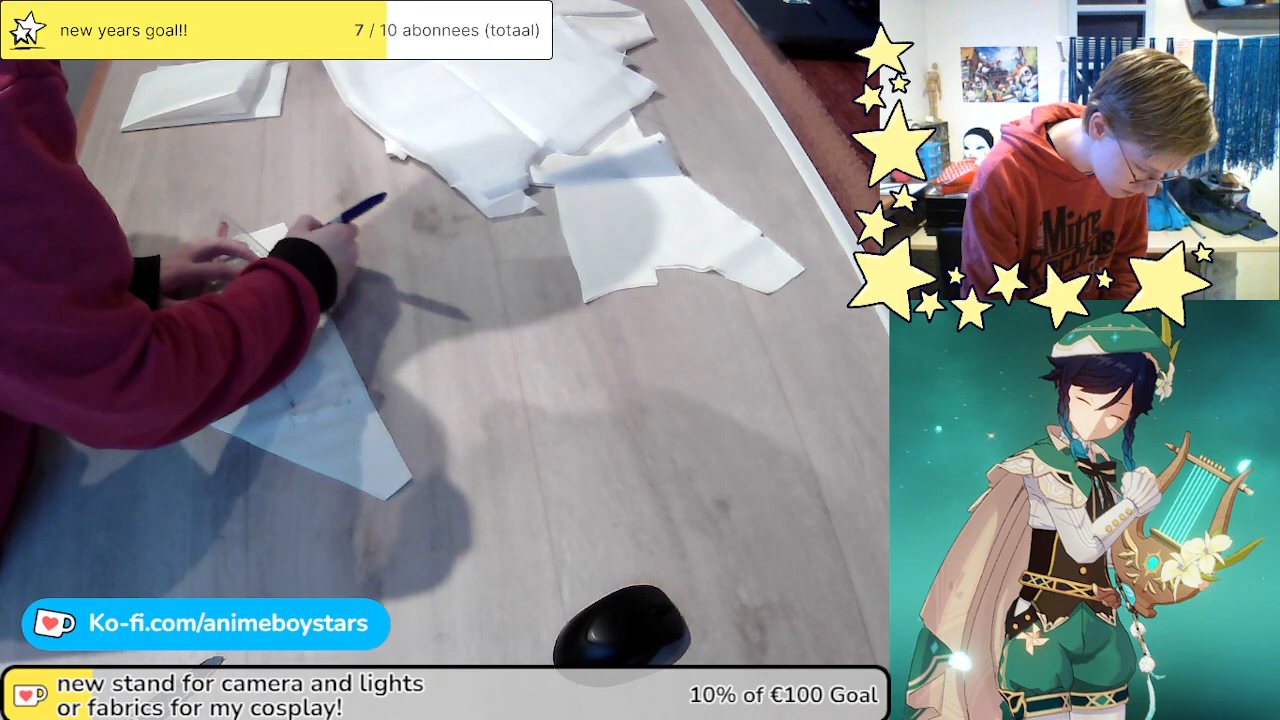 new years goal!!
7 / 10 abonnees (totaal)
Mitre
Ko-fi.com/animeboystars
new stand for camera and lights
or fabrics for my cosplay!
10% of €100 Goal